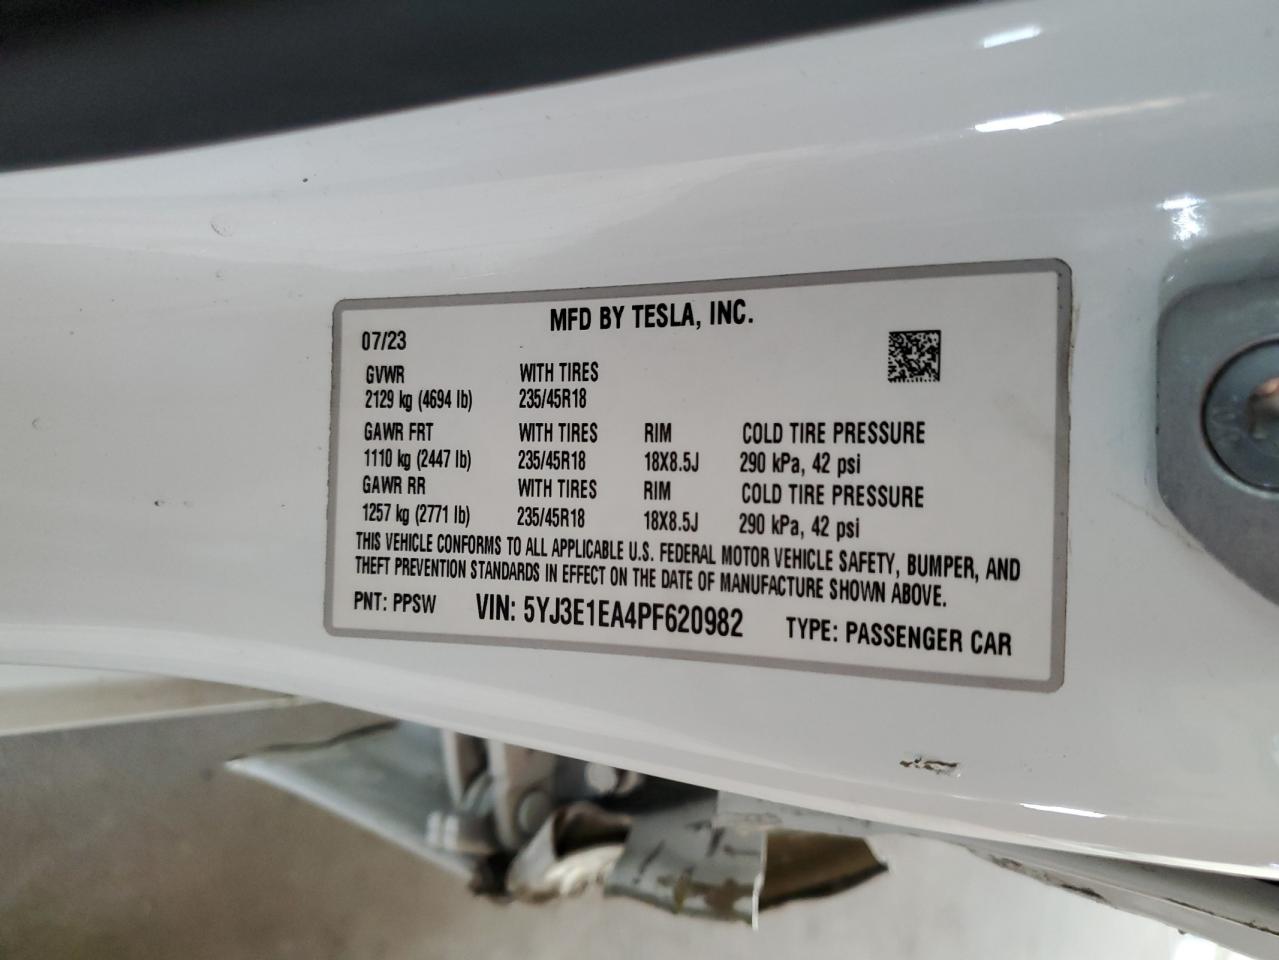 MFD BY TESLA, INC.
07/23
GVWR WITH TIRES
2129 kg (4694 lb) 235/45R18
GAWR FRT WITH TIRES RIM COLD TIRE PRESSURE
1110 kg (2447 lb) 235/45R18 18X8.5J 290 kPa, 42 psi
GAWR RR WITH TIRES RIM COLD TIRE PRESSURE
1257 kg (2771 lb) 235/45R18 18X8.5J 290 kPa, 42 psi
THIS VEHICLE CONFORMS TO ALL APPLICABLE U.S. FEDERAL MOTOR VEHICLE SAFETY, BUMPER, AND
THEFT PREVENTION STANDARDS IN EFFECT ON THE DATE OF MANUFACTURE SHOWN ABOVE.
PNT: PPSW VIN: 5YJ3E1EA4PF620982 TYPE: PASSENGER CAR